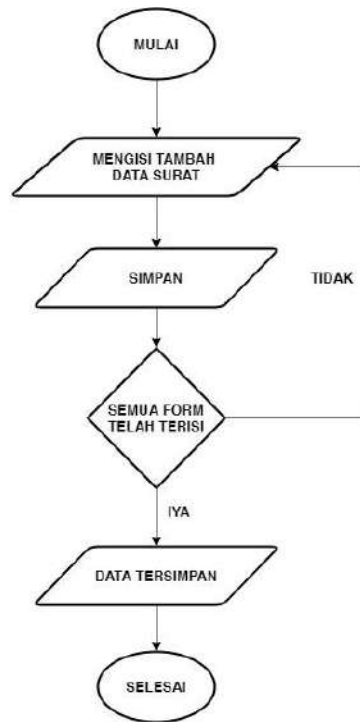 MULAI
MENGISI TAMBAH
DATA SURAT
SIMPAN
TIDAK
SEMUA FORM
TELAH TERISI
IYA
DATA TERSIMPAN
SELESAI